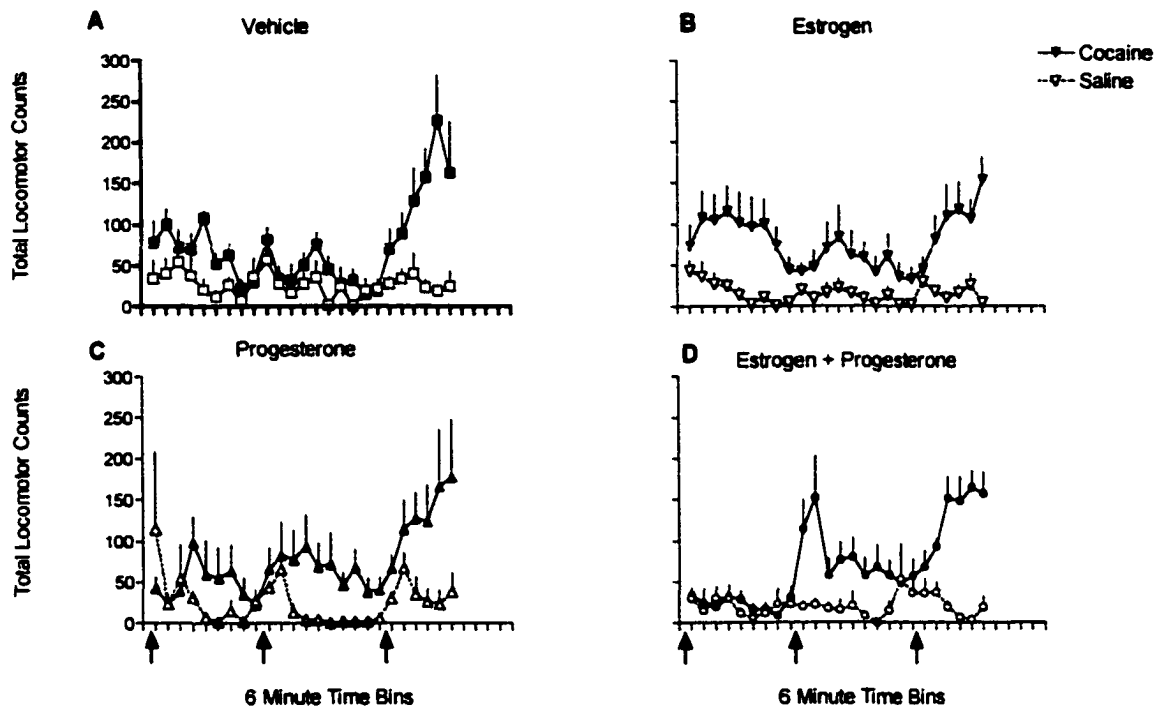 A
Vehicle
B
Estrogen
Cocaine
Saline
Total Locomotor Counts
300
250
200
150
100
50
0
C
Progesterone
D
Estrogen + Progesterone
Total Locomotor Counts
300
250
200
150
100
50
0
6 Minute Time Bins
6 Minute Time Bins